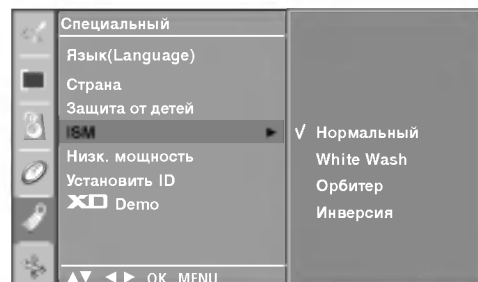 Специальный
Язык(Language)
Страна
Защита от детей
ISM ►
Низк. мощность
Установить ID
XD Demo
▲▼ ◄ ► OK MENU
√ Нормальный
White Wash
Орбитер
Инверсия